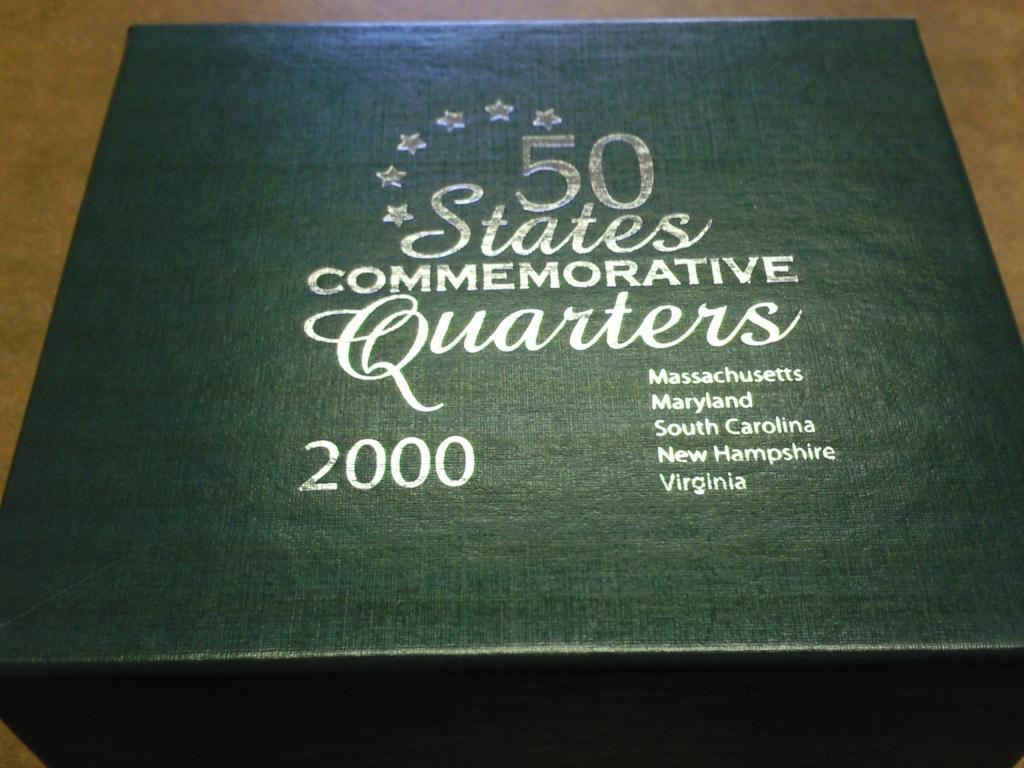 50
States
COMMEMORATIVE
Quarters
Massachusetts
Maryland
South Carolina
New Hampshire
Virginia
2000